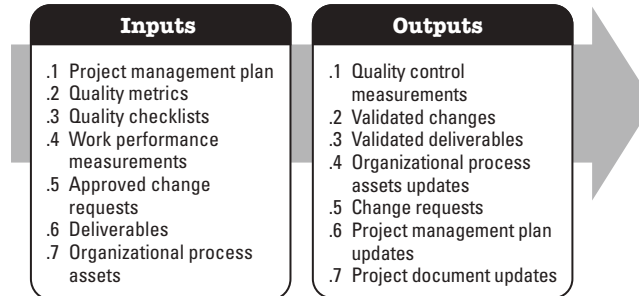 Inputs
.1 Project management plan
.2 Quality metrics
.3 Quality checklists
.4 Work performance
measurements
.5 Approved change
requests
.6 Deliverables
.7 Organizational process
assets
Outputs
.1 Quality control
measurements
.2 Validated changes
.3 Validated deliverables
.4 Organizational process
assets updates
.5 Change requests
.6 Project management plan
updates
.7 Project document updates